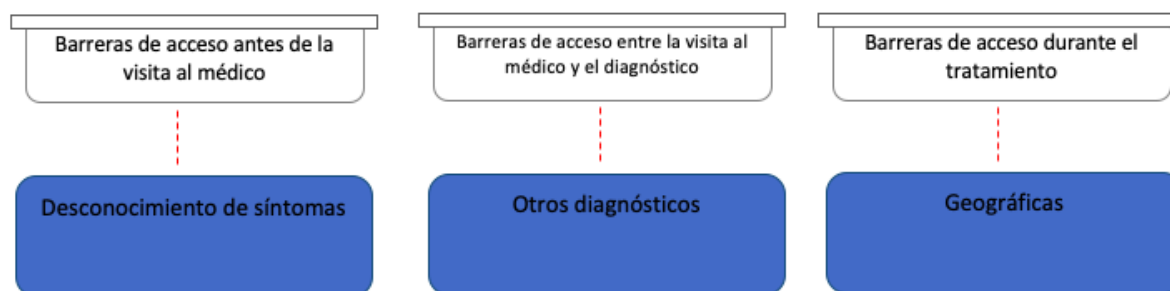 Barreras de acceso antes de la
visita al médico
Barreras de acceso entre la visita al
médico y el diagnóstico
Barreras de acceso durante el
tratamiento
Desconocimiento de síntomas
Otros diagnósticos
Geográficas